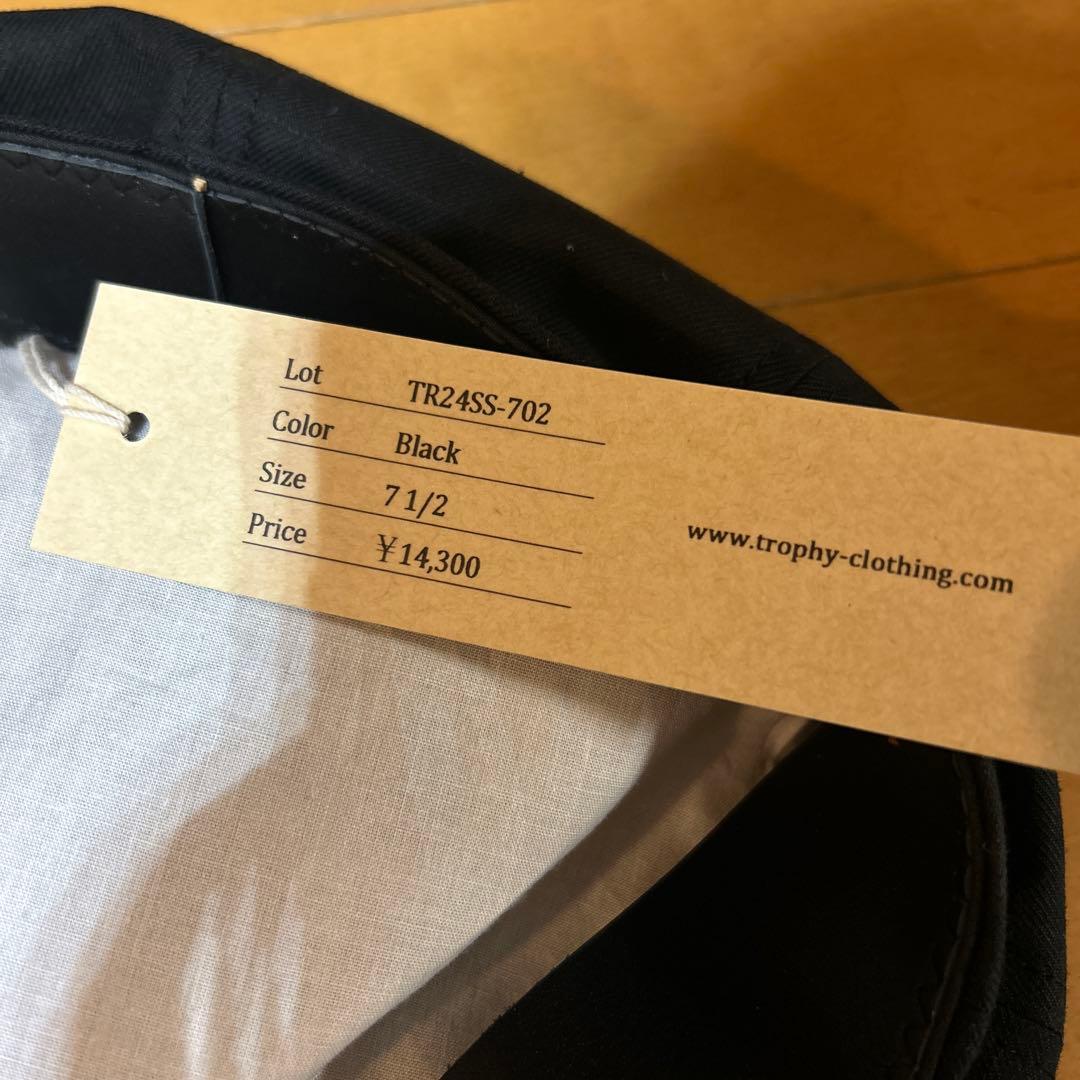 Lot TR24SS-702
Color Black
Size 7 1/2
Price ¥14,300
www.trophy-clothing.com